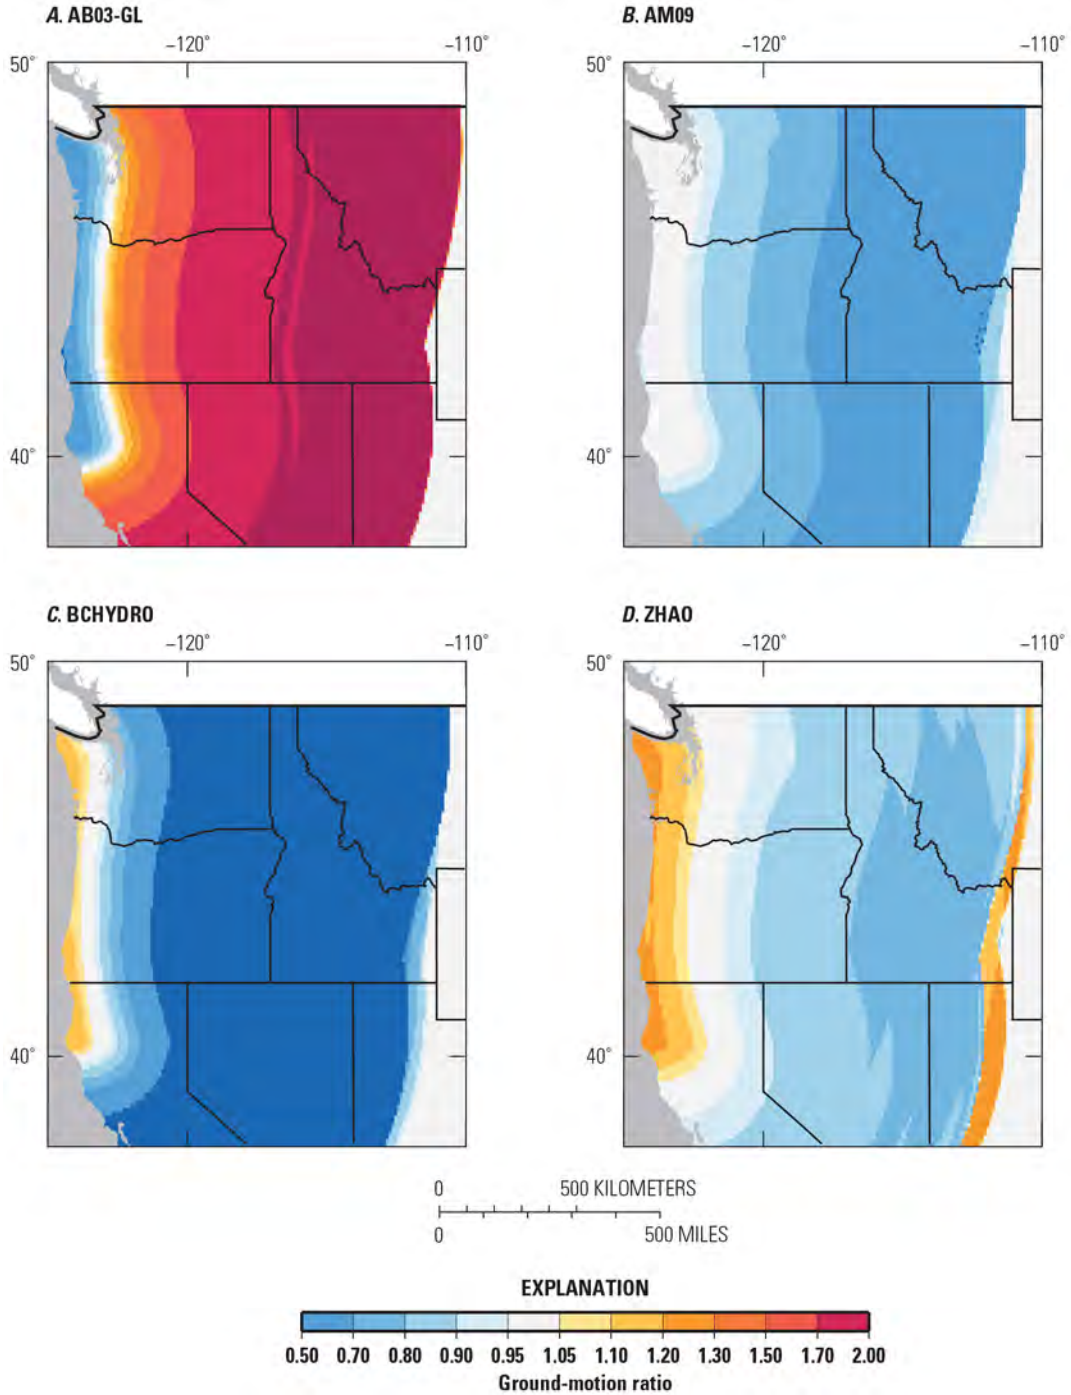 A. AB03-GL
B. AM09
−120° −110°
−120° −110°
50°
50°
40°
40°
C. BCHYDRO
D. ZHAO
−120° −110°
−120° −110°
50°
50°
40°
40°
0 500 KILOMETERS
0 500 MILES
EXPLANATION
0.50 0.70 0.80 0.90 0.95 1.05 1.10 1.20 1.30 1.50 1.70 2.00
Ground-motion ratio